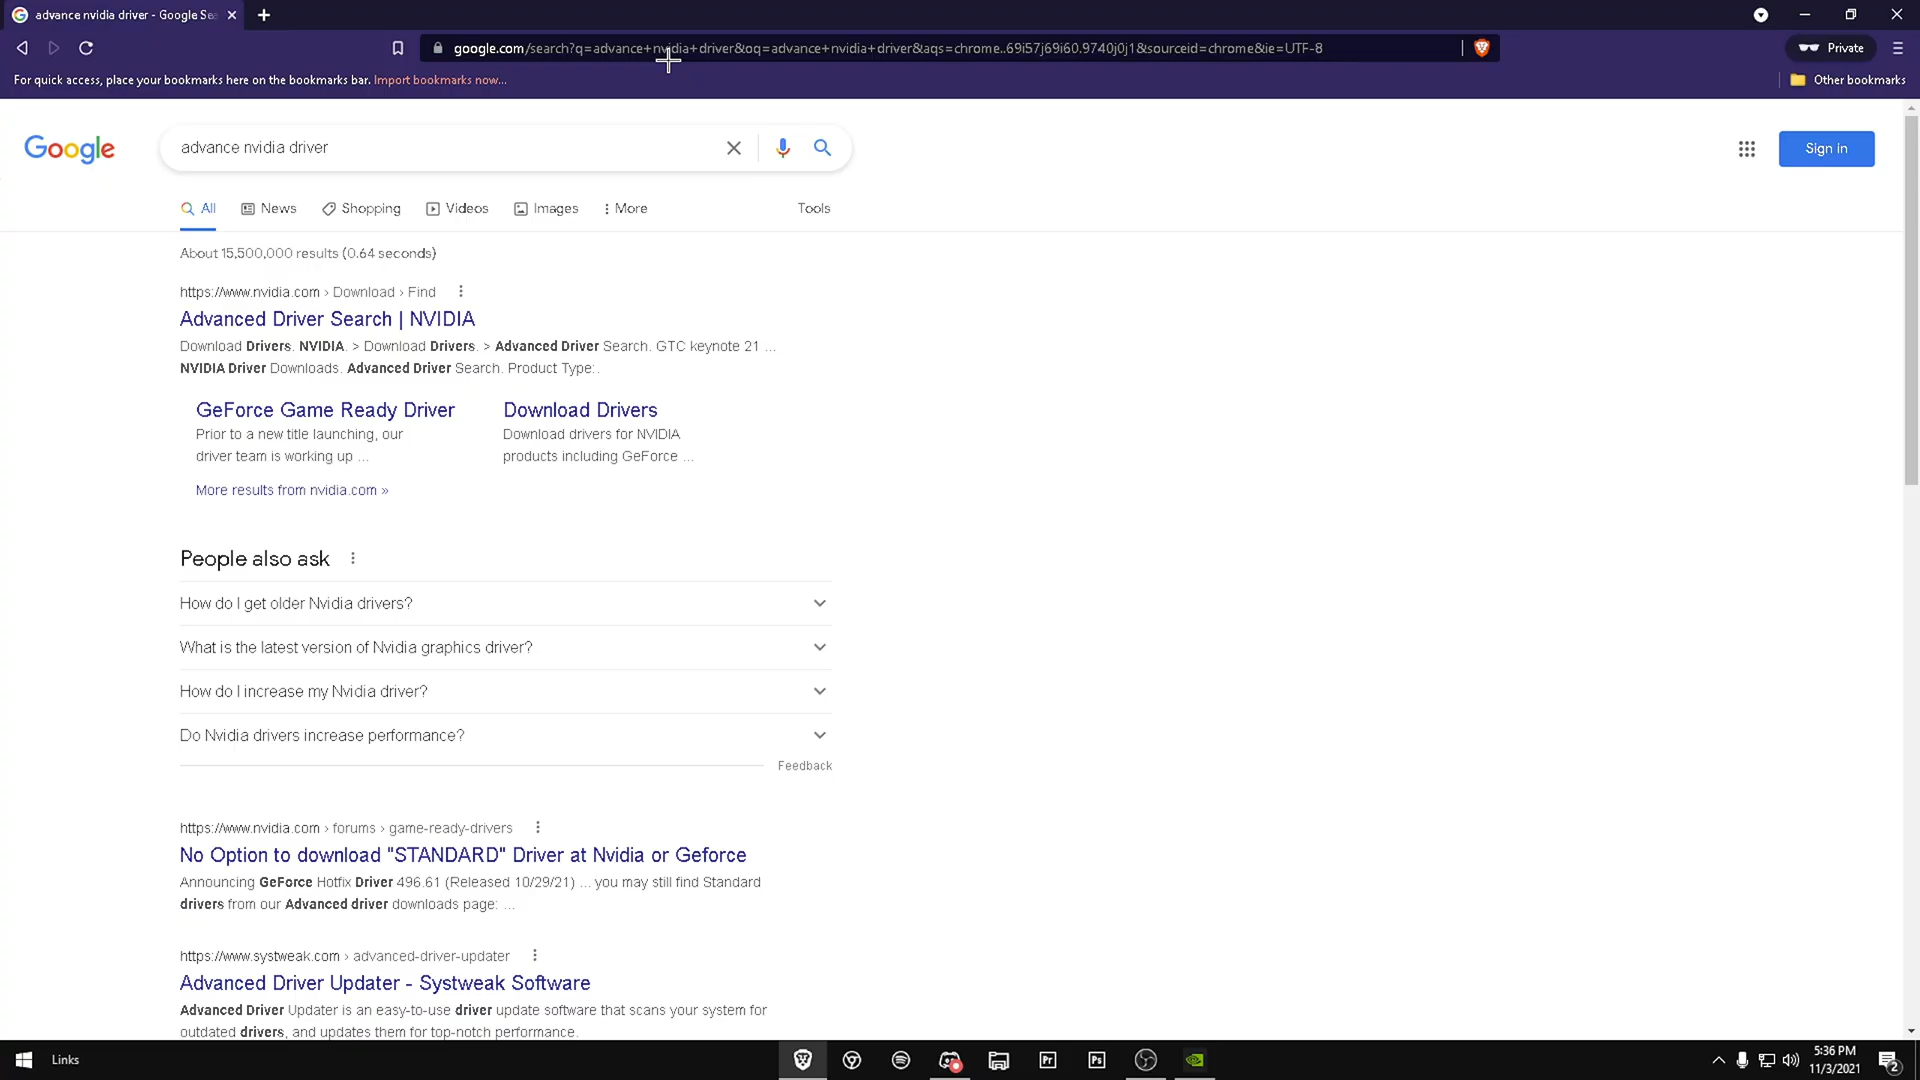 advance nvidia driver - Google Sea
google.com/search?q=advance+nvidia+driver&oq=advance+nvidia+driver&aqs=chrome..69i57j69i60.9740j0j1&sourceid=chrome&ie=UTF-8
Private
For quick access, place your bookmarks here on the bookmarks bar. Import bookmarks now...
Other bookmarks
Google
advance nvidia driver
Sign in
All
News
Shopping
Videos
Images
More
Tools
About 15,500,000 results (0.64 seconds)
https://www.nvidia.com › Download › Find
Advanced Driver Search | NVIDIA
Download Drivers. NVIDIA. > Download Drivers. > Advanced Driver Search. GTC keynote 21 ...
NVIDIA Driver Downloads. Advanced Driver Search. Product Type:.
GeForce Game Ready Driver
Prior to a new title launching, our
driver team is working up ...
Download Drivers
Download drivers for NVIDIA
products including GeForce ...
More results from nvidia.com »
People also ask
How do I get older Nvidia drivers?
What is the latest version of Nvidia graphics driver?
How do I increase my Nvidia driver?
Do Nvidia drivers increase performance?
Feedback
https://www.nvidia.com › forums › game-ready-drivers
No Option to download "STANDARD" Driver at Nvidia or Geforce
Announcing GeForce Hotfix Driver 496.61 (Released 10/29/21) ... you may still find Standard
drivers from our Advanced driver downloads page: ...
https://www.systweak.com › advanced-driver-updater
Advanced Driver Updater - Systweak Software
Advanced Driver Updater is an easy-to-use driver update software that scans your system for
outdated drivers, and updates them for top-notch performance.
Links
Pr
Ps
5:36 PM
11/3/2021
2